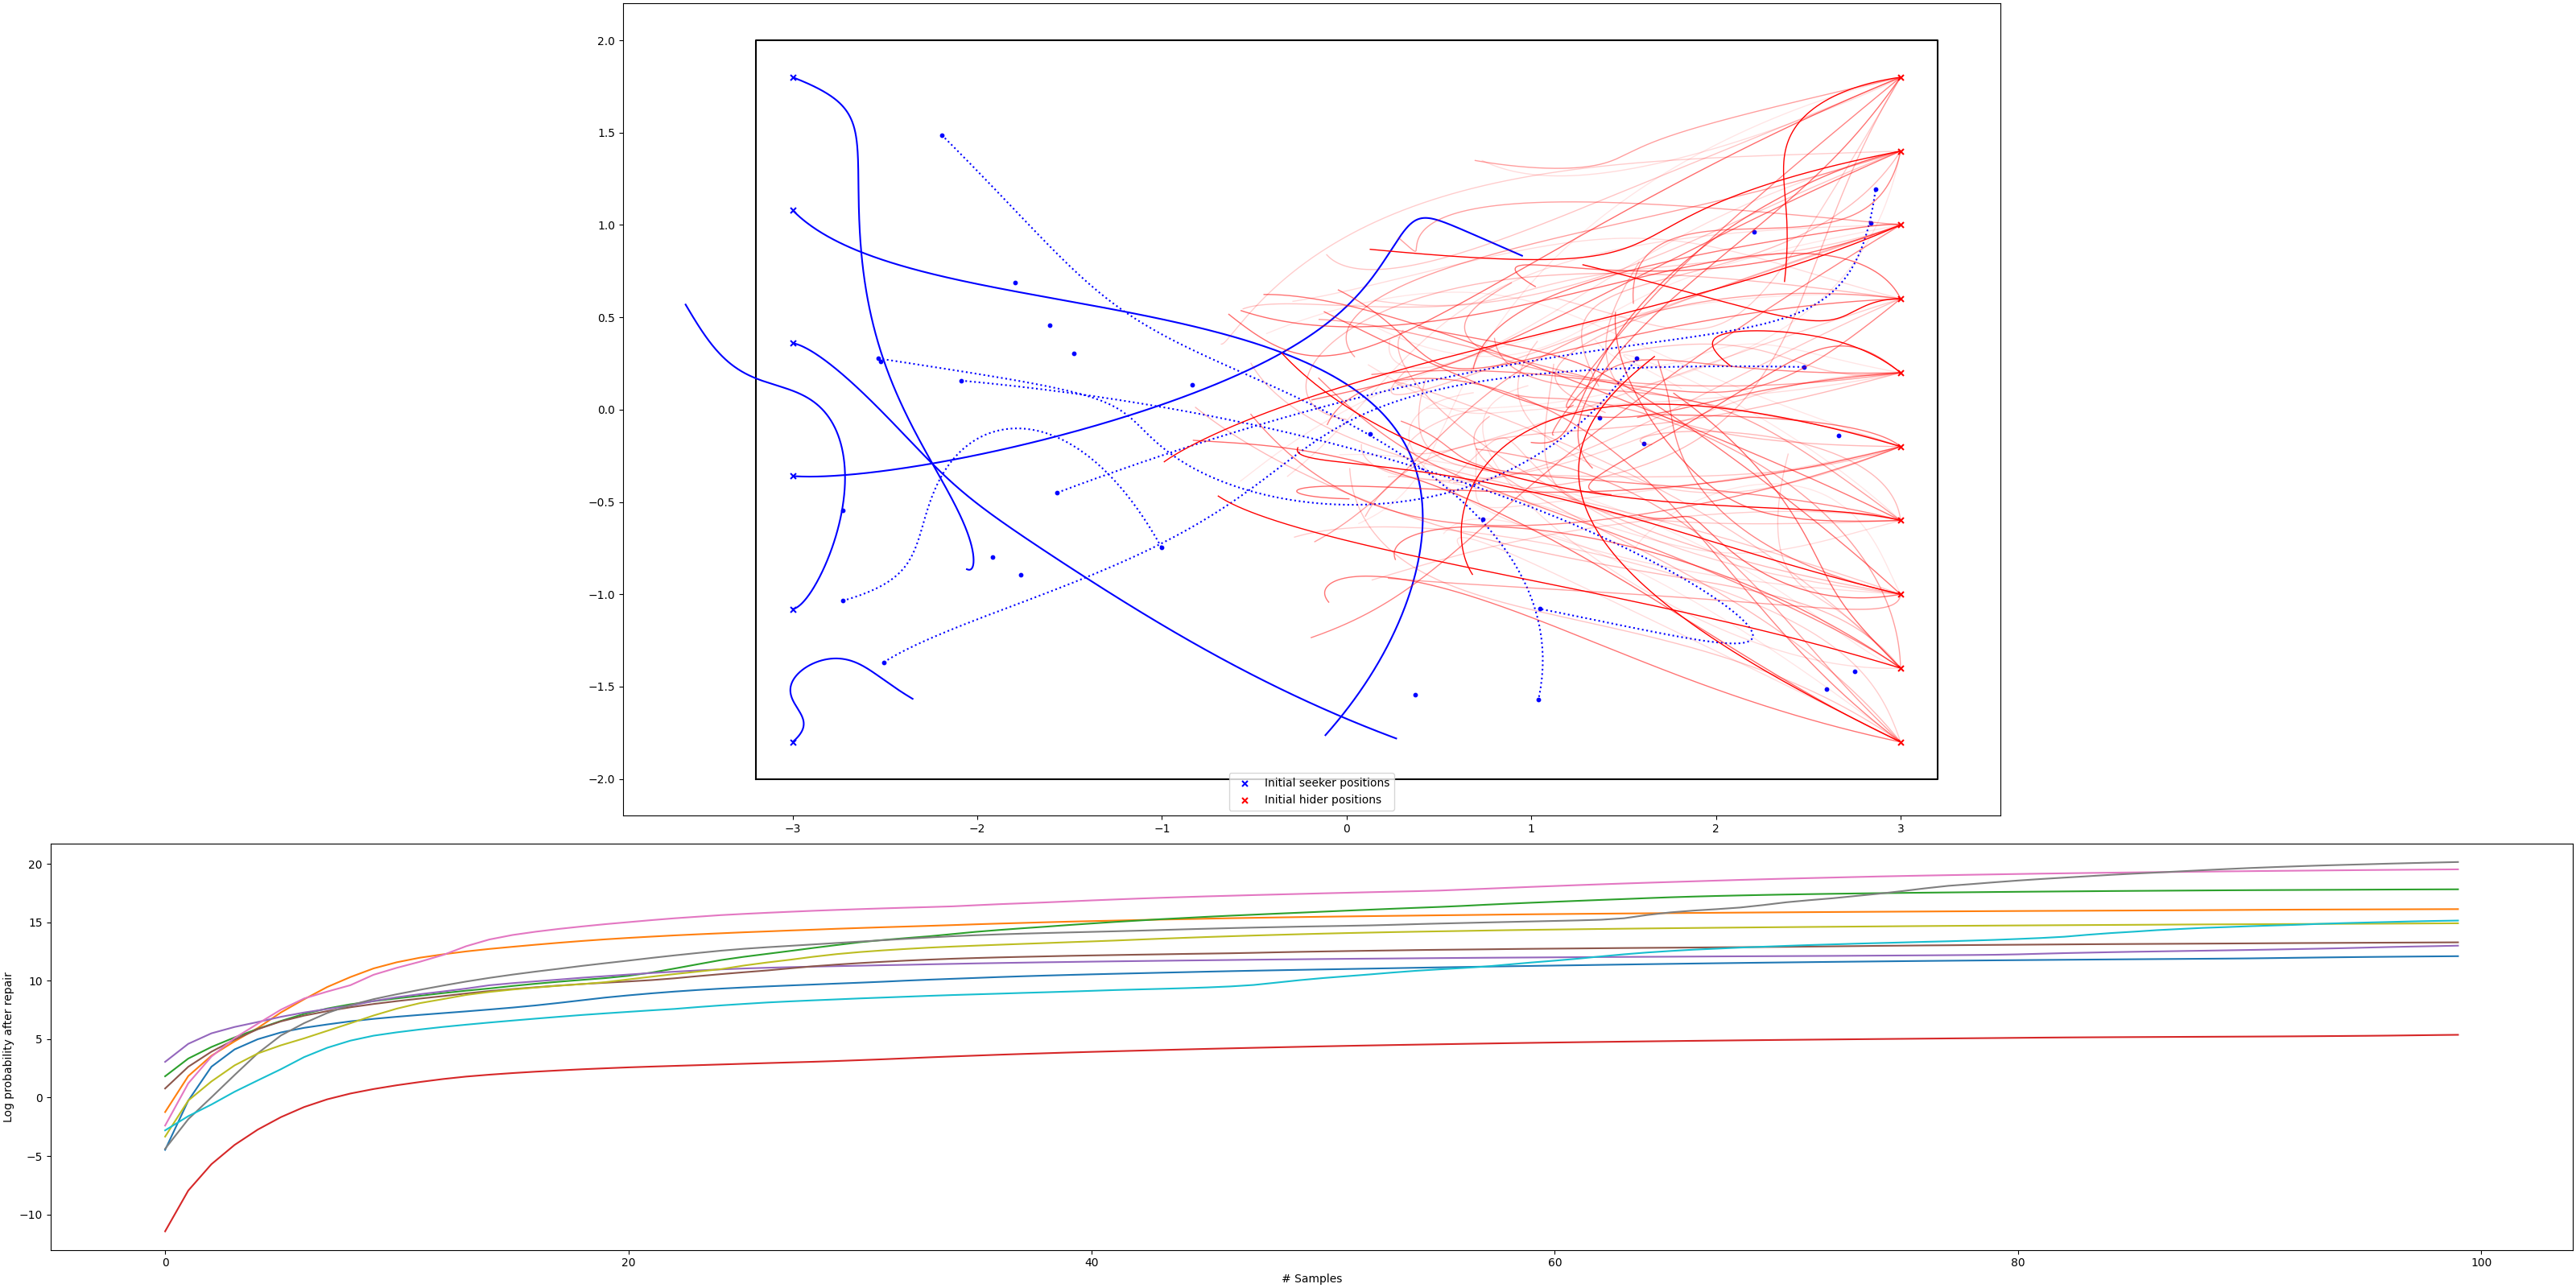 2.0
1.5
1.0
0.5
0.0
−0.5
−1.0
−1.5
−2.0
Initial seeker positions
Initial hider positions
−3 −2 −1 0 1 2 3
20
15
10
5
0
−5
−10
Log probability after repair
0 20 40 60 80 100
# Samples